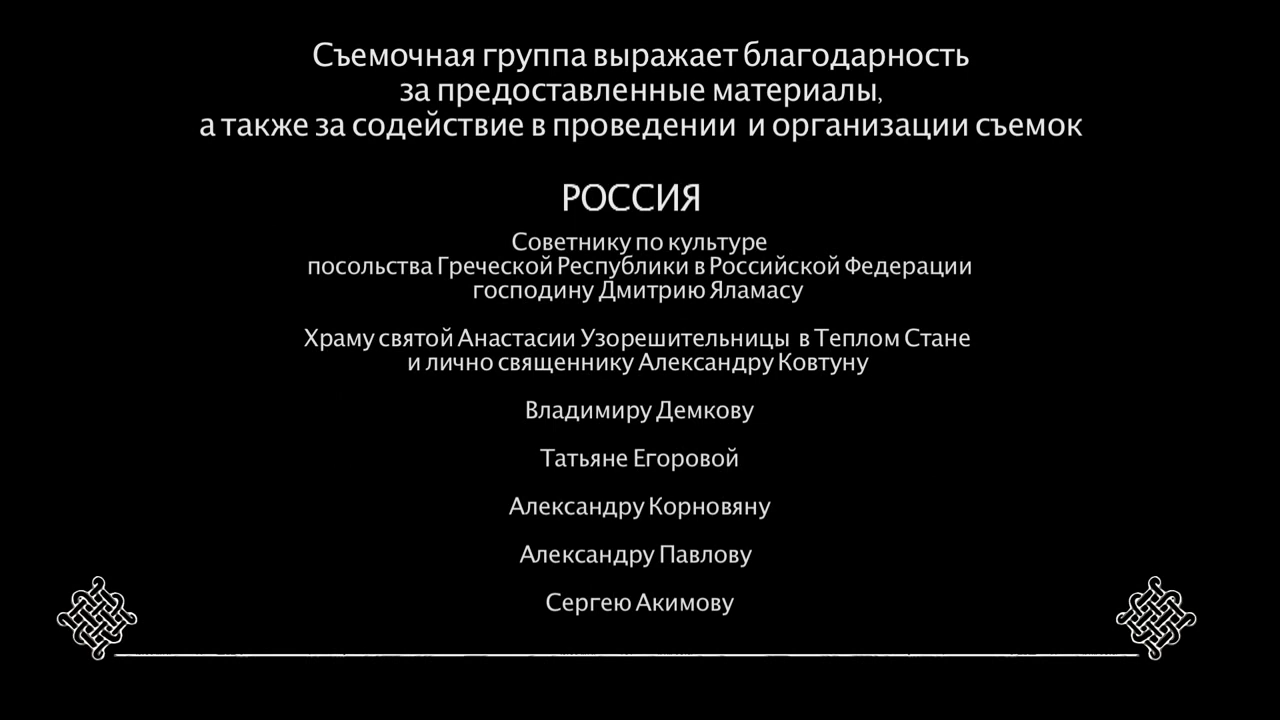 Съемочная группа выражает благодарность
за предоставленные материалы,
а также за содействие в проведении и организации съемок
РОССИЯ
Советнику по культуре
посольства Греческой Республики в Российской Федерации
господину Дмитрию Яламасу
Храму святой Анастасии Узорешительницы в Теплом Стане
и лично священнику Александру Ковтуну
Владимиру Демкову
Татьяне Егоровой
Александру Корновяну
Александру Павлову
Сергею Акимову